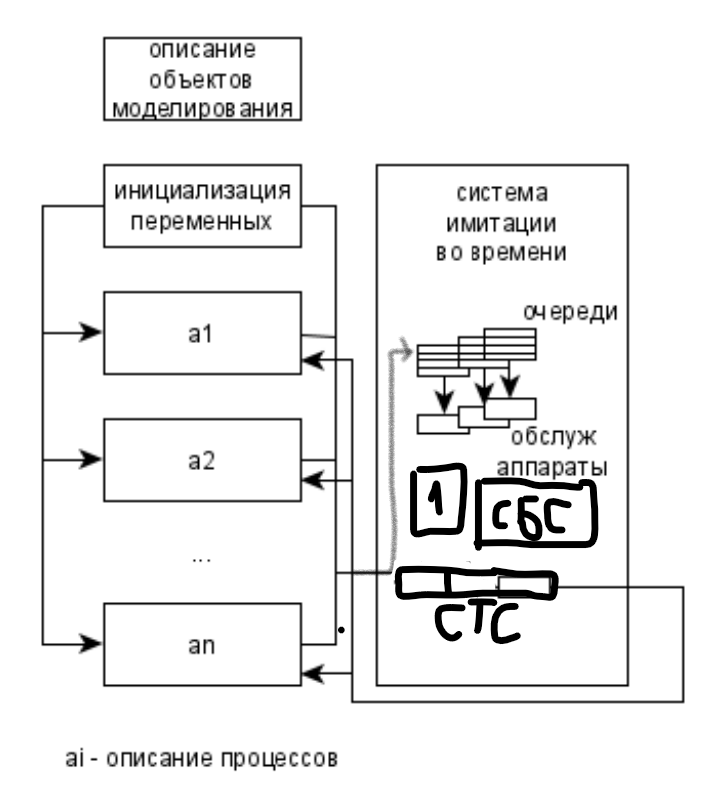 описание
объектов
моделирования
инициализация
переменных
система
имитации
во времени
a1
очереди
a2
обслуж
аппараты
1
СБС
...
СТС
an
ai - описание процессов